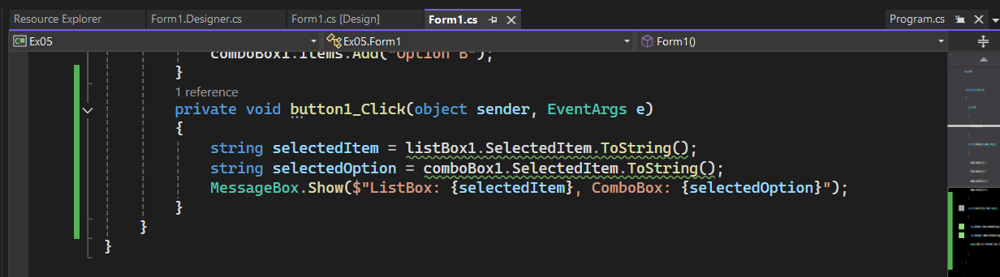 Resource Explorer
Form1.Designer.cs
Form1.cs [Design]
Form1.cs
Program.cs
C# Ex05
Ex05.Form1
Form1()
comboBox1.Items.Add("Option B");
}
1 reference
private void button1_Click(object sender, EventArgs e)
{
string selectedItem = listBox1.SelectedItem.ToString();
string selectedOption = comboBox1.SelectedItem.ToString();
MessageBox.Show($"ListBox: {selectedItem}, ComboBox: {selectedOption}");
}
}
}